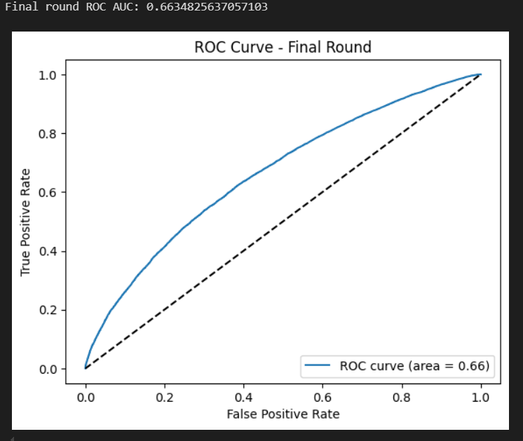 Final round ROC AUC: 0.6634825637057103
ROC Curve - Final Round
1.0
0.8
0.6
0.4
0.2
0.0
True Positive Rate
ROC curve (area = 0.66)
0.0 0.2 0.4 0.6 0.8 1.0
False Positive Rate